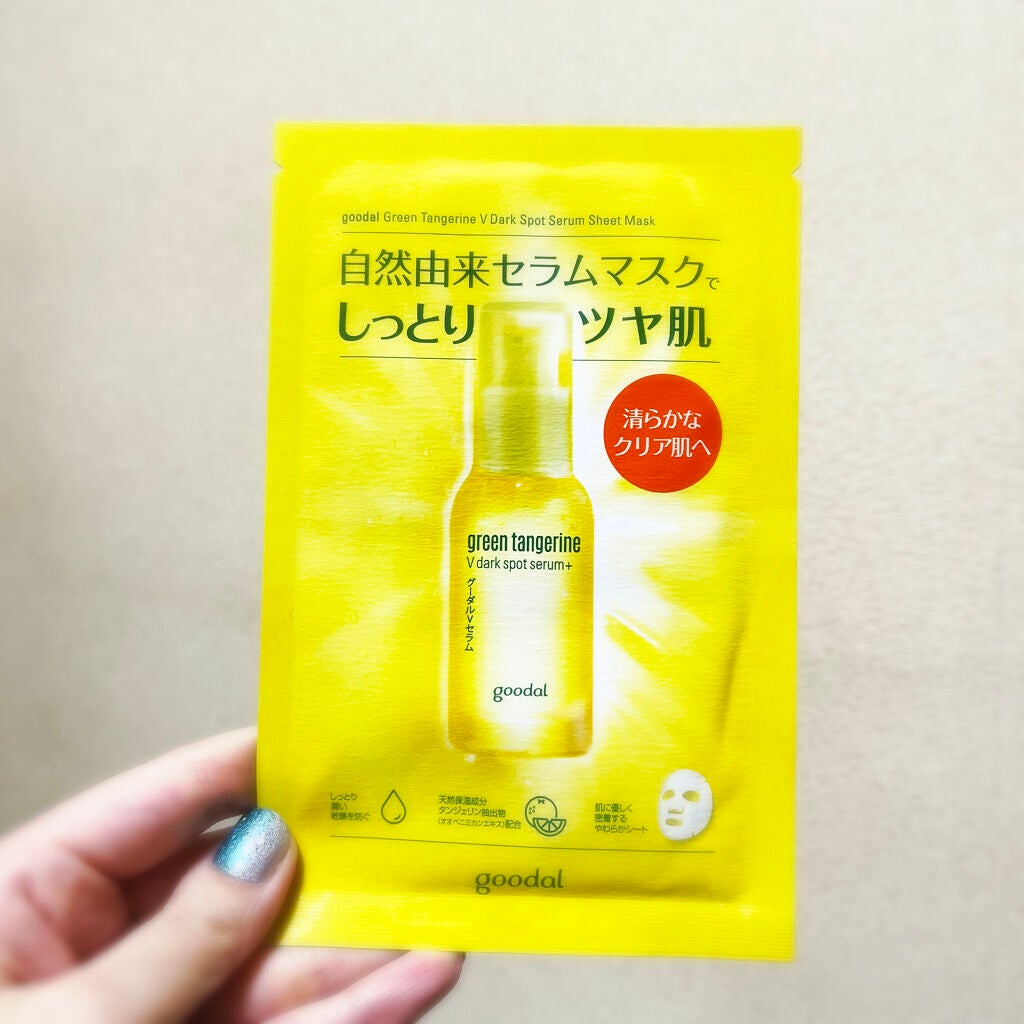 goodal Green Tangerine V Dark Spot Serum Sheet Mask
自然由来セラムマスクで
しっとり ツヤ肌
清らかな
クリア肌へ
green tangerine
V dark spot serum+
グーダルVセラム
goodal
しっとり
潤い
乾燥を防ぐ
天然保湿成分
タンジェリン抽出物
(オオベニミカンエキス)配合
肌に優しく
密着する
やわらかシート
goodal